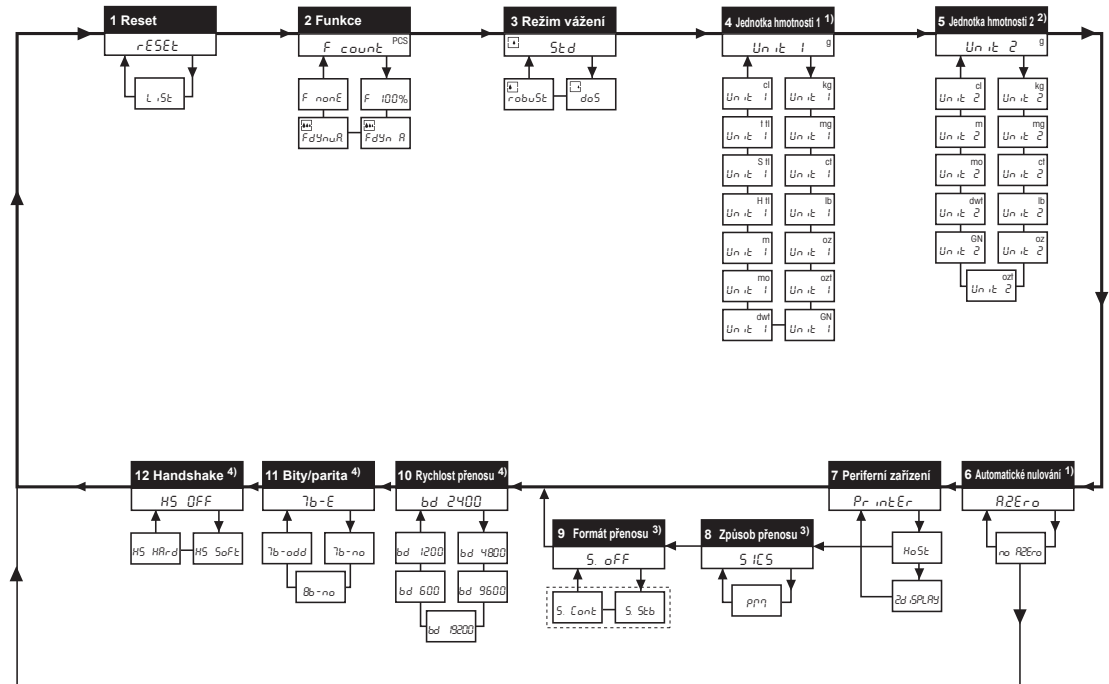 1 Reset
rESEt
L iSt
2 Funkce
F count PCS
F nonE
F 100%
FdYnuA
FdYn A
3 Režim vážení
Std
robuSt
doS
4 Jednotka hmotnosti 1 1)
Unit 1 g
cl Unit 1
kg Unit 1
t tl Unit 1
mg Unit 1
S tl Unit 1
ct Unit 1
H tl Unit 1
lb Unit 1
m Unit 1
oz Unit 1
mo Unit 1
ozt Unit 1
dwt Unit 1
GN Unit 1
5 Jednotka hmotnosti 2 2)
Unit 2 g
cl Unit 2
kg Unit 2
m Unit 2
mg Unit 2
mo Unit 2
ct Unit 2
dwt Unit 2
lb Unit 2
GN Unit 2
oz Unit 2
ozt Unit 2
12 Handshake 4)
HS OFF
HS HArd
HS SoFt
11 Bity/parita 4)
7b-E
7b-odd
7b-no
8b-no
10 Rychlost přenosu 4)
bd 2400
bd 1200
bd 4800
bd 600
bd 9600
bd 19200
9 Formát přenosu 3)
S. oFF
S. Cont
S. Stb
8 Způsob přenosu 3)
S ICS
PM
7 Periferní zařízení
Pr intEr
HoSt
2d iSPLAY
6 Automatické nulování 1)
A.ZEro
no AZEro